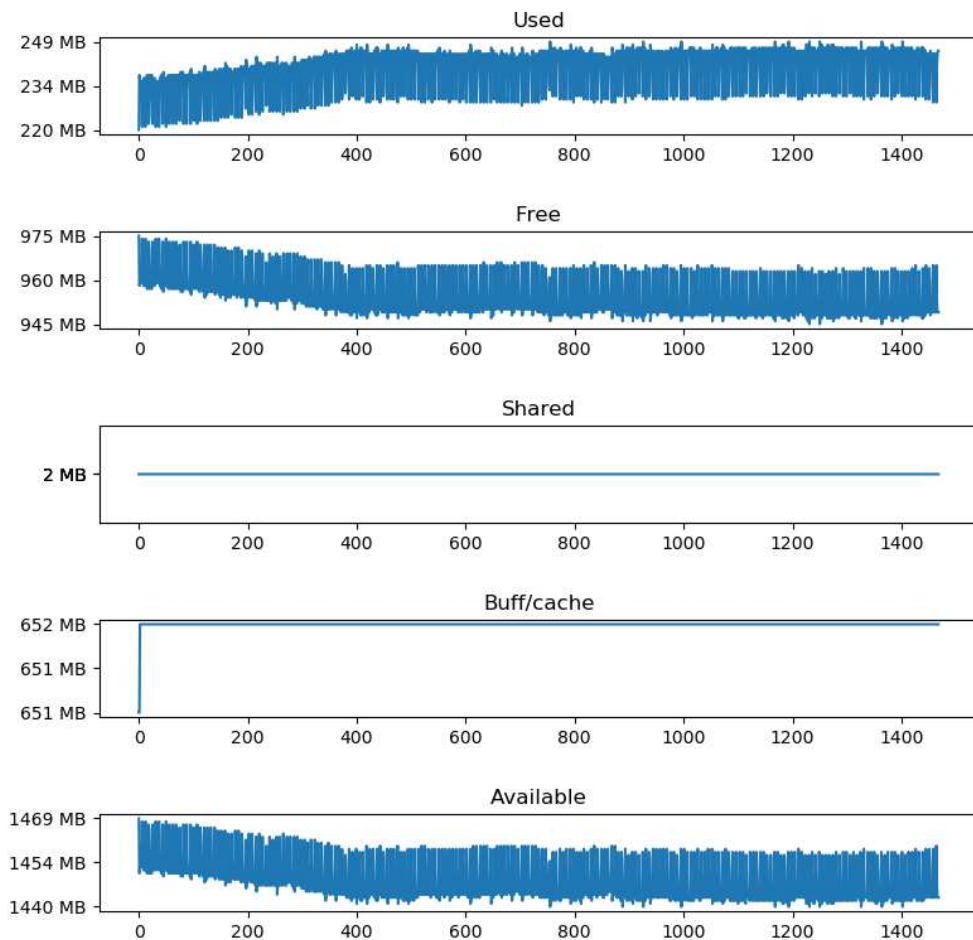 Used
249 MB
234 MB
220 MB
0 200 400 600 800 1000 1200 1400
Free
975 MB
960 MB
945 MB
0 200 400 600 800 1000 1200 1400
Shared
2 MB
0 200 400 600 800 1000 1200 1400
Buff/cache
652 MB
651 MB
651 MB
0 200 400 600 800 1000 1200 1400
Available
1469 MB
1454 MB
1440 MB
0 200 400 600 800 1000 1200 1400